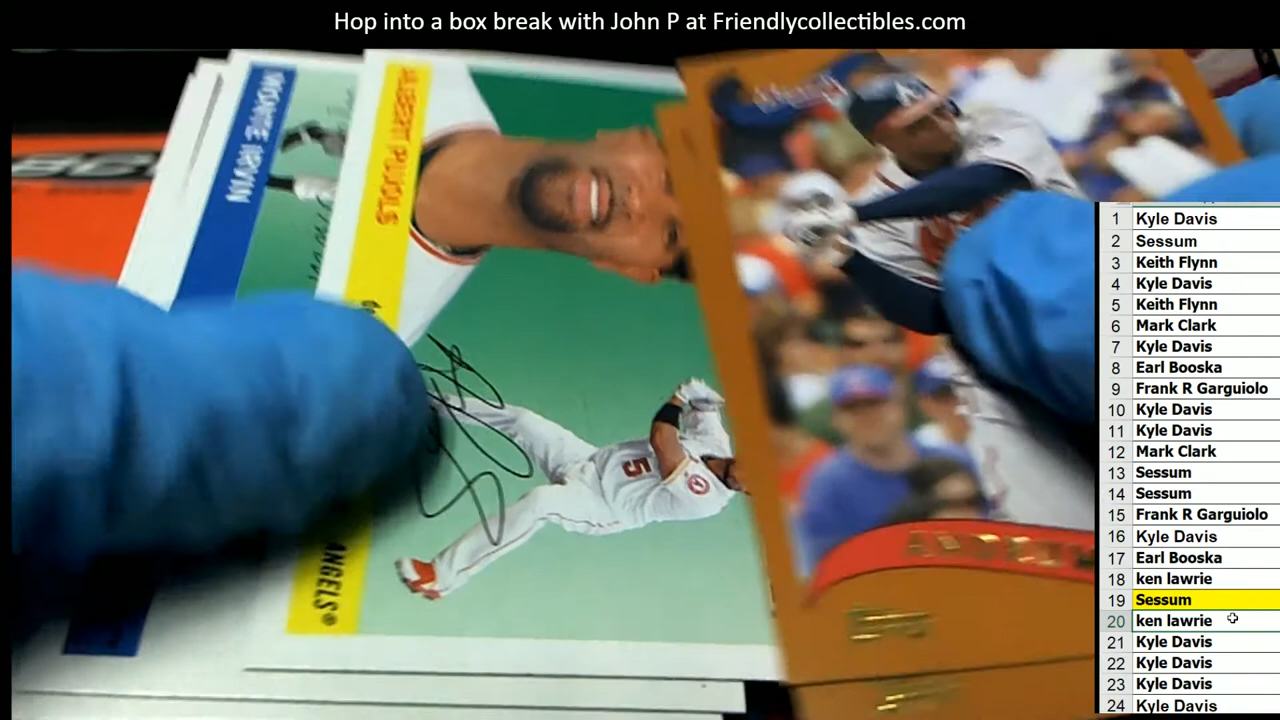 Hop into a box break with John P at Friendlycollectibles.com
MONTE IRVIN
ALBERT PUJOLS
ANGELS®
5
topps
1 Kyle Davis
2 Sessum
3 Keith Flynn
4 Kyle Davis
5 Keith Flynn
6 Mark Clark
7 Kyle Davis
8 Earl Booska
9 Frank R Garguiolo
10 Kyle Davis
11 Kyle Davis
12 Mark Clark
13 Sessum
14 Sessum
15 Frank R Garguiolo
16 Kyle Davis
17 Earl Booska
18 ken lawrie
19 Sessum
20 ken lawrie
21 Kyle Davis
22 Kyle Davis
23 Kyle Davis
24 Kyle Davis